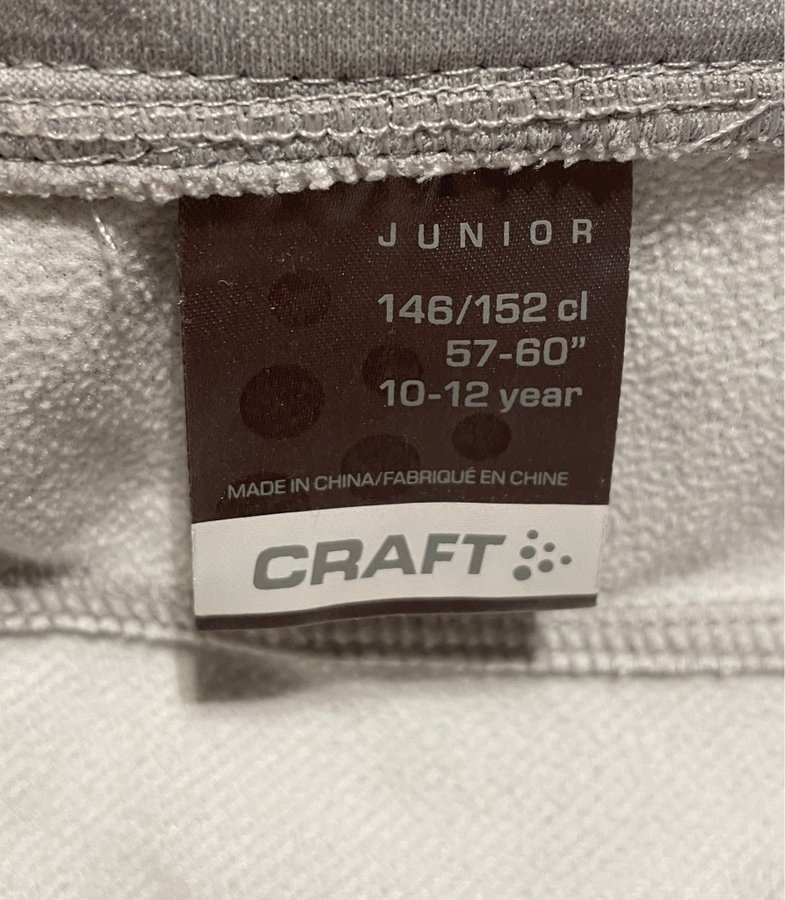 JUNIOR
146/152 cl
57-60”
10-12 year
MADE IN CHINA/FABRIQUÉ EN CHINE
CRAFT